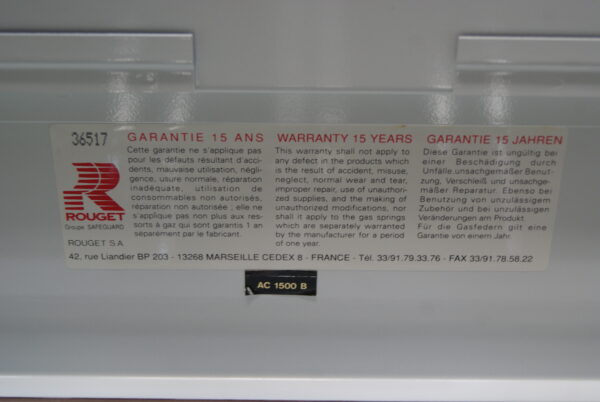 36517
GARANTIE 15 ANS
Cette garantie ne s'applique pas
pour les défauts résultant d'acci-
dents, mauvaise utilisation, négli-
gence, usure normale, réparation
inadéquate, utilisation de
consommables non autorisés,
réparation non autorisée ; elle ne
s'applique pas non plus aux res-
sorts à gaz qui sont garantis 1 an
séparément par le fabricant.
WARRANTY 15 YEARS
This warranty shall not apply to
any defect in the products which
is the result of accident, misuse,
neglect, normal wear and tear,
improper repair, use of unathori-
zed supplies, and the making of
unauthorized modifications, nor
shall it apply to the gas springs
which are separately warranted
by the manufacturer for a period
of one year.
GARANTIE 15 JAHREN
Diese Garantie ist ungültig bei
einer Beschädigung durch
Unfälle,unsachgemäßer Benut-
zung, Verschleiß und unsachge-
mäßer Reparatur. Ebenso bei
Benutzung von unzulässigem
Zubehör und bei unzulässigen
Veränderungen am Produkt.
Für die Gasfedern gilt eine
Garantie von einem Jahr.
R
ROUGET
Groupe SAFEGUARD
ROUGET S.A
42, rue Liandier BP 203 - 13268 MARSEILLE CEDEX 8 - FRANCE - Tél. 33/91.79.33.76 - FAX 33/91.78.58.22
AC 1500 B